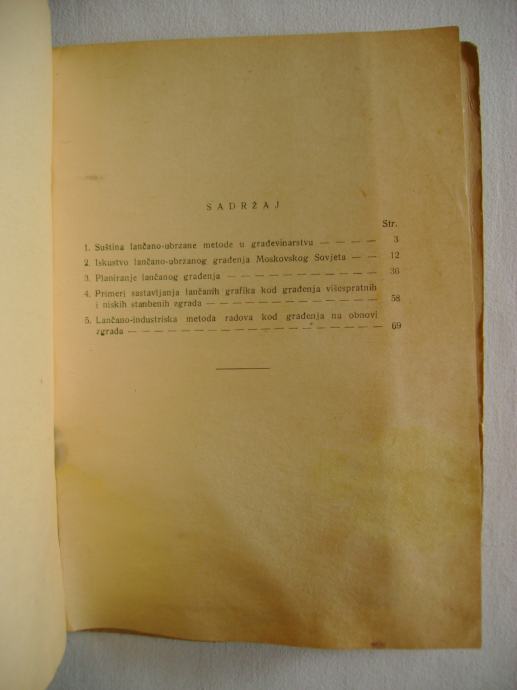 SADRŽAJ
Str.
1. Suština lančano-ubrzane metode u građevinarstvu — — — — 3
2. Iskustvo lančano-ubrzanog građenja Moskovskog Sovjeta — — 12
3. Planiranje lančanog građenja — — — — — — — — — — — 36
4. Primeri sastavljanja lančanih grafika kod građenja višespratnih
i niskih stanbenih zgrada — — — — — — — — — — — — 58
5. Lančano-industriska metoda radova kod građenja na obnovi
zgrada — — — — — — — — — — — — — — — — — — 69